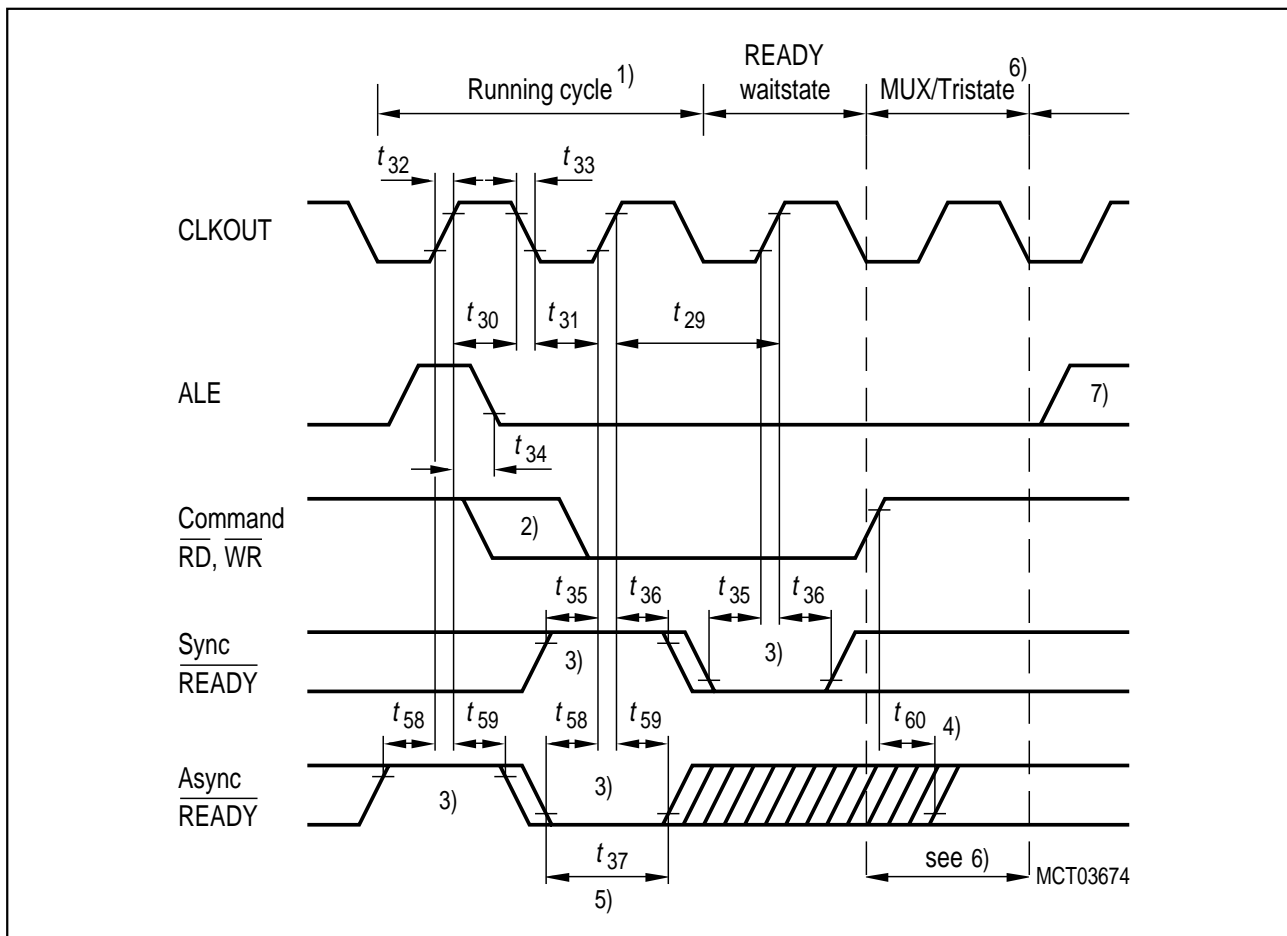 READY
Running cycle 1) waitstate MUX/Tristate 6)
t32 t33
CLKOUT
t30 t31 t29
ALE 7)
t34
Command 2)
RD, WR
t35 t36 t35 t36
Sync 3) 3)
READY
t58 t59 t58 t59 t60 4)
Async 3) 3)
READY
t37 see 6) MCT03674
5)